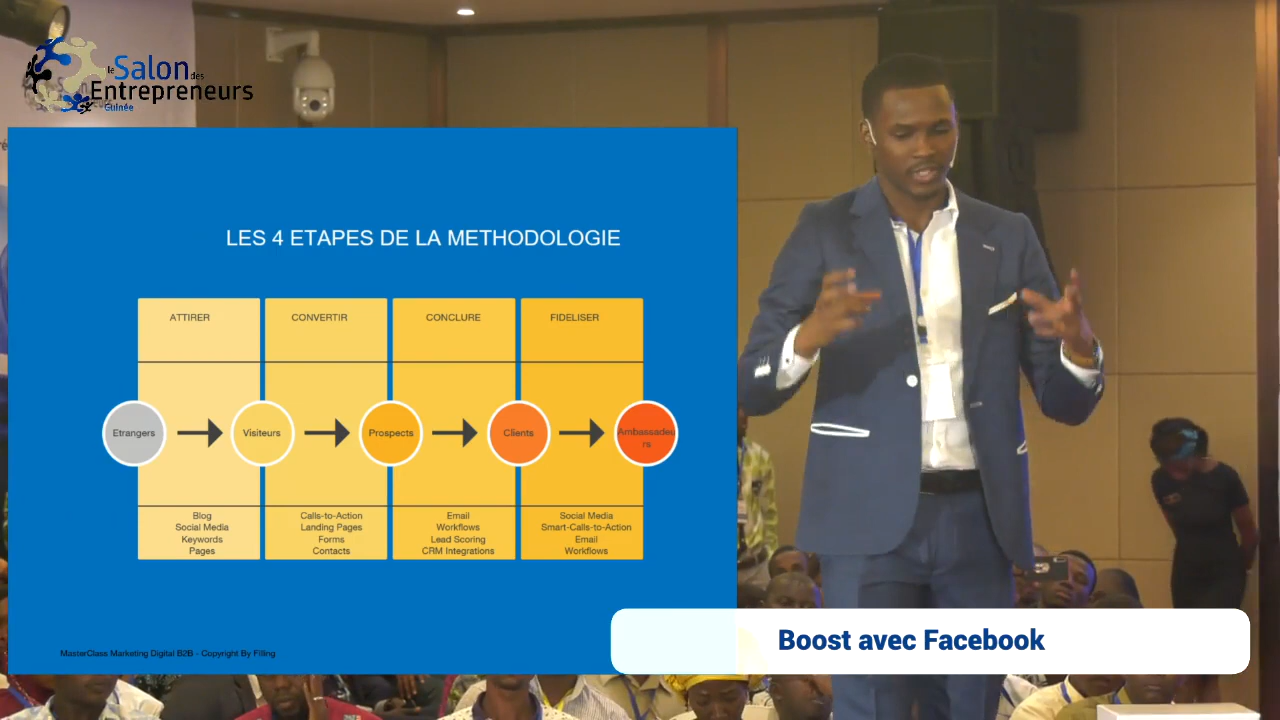 le Salon des
Entrepreneurs
Guinée
LES 4 ETAPES DE LA METHODOLOGIE
ATTIRER
CONVERTIR
CONCLURE
FIDELISER
Etrangers
Visiteurs
Prospects
Clients
Ambassadeu
rs
Blog
Social Media
Keywords
Pages
Calls-to-Action
Landing Pages
Forms
Contacts
Email
Workflows
Lead Scoring
CRM Integrations
Social Media
Smart-Calls-to-Action
Email
Workflows
MasterClass Marketing Digital B2B - Copyright By Filling
Boost avec Facebook